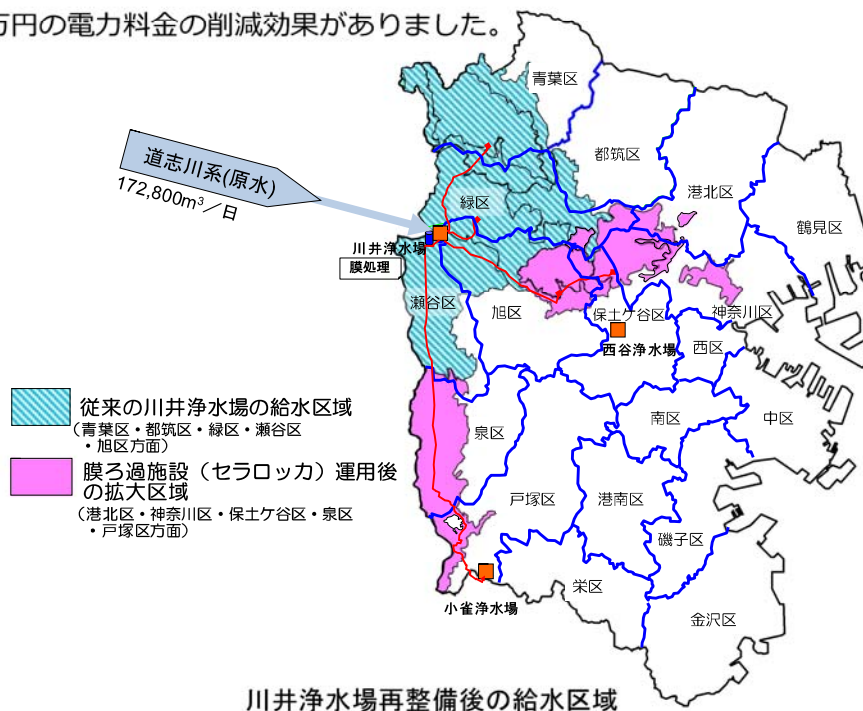 万円の電力料金の削減効果がありました。
青葉区
都筑区
道志川系(原水)
172,800m³／日
港北区
緑区
鶴見区
川井浄水場
膜処理
瀬谷区
旭区
保土ケ谷区
神奈川区
西谷浄水場
西区
従来の川井浄水場の給水区域
（青葉区・都筑区・緑区・瀬谷区
・旭区方面）
南区
中区
泉区
膜ろ過施設（セラロッカ）運用後
の拡大区域
（港北区・神奈川区・保土ケ谷区・泉区
・戸塚区方面）
戸塚区
港南区
磯子区
栄区
小雀浄水場
金沢区
川井浄水場再整備後の給水区域